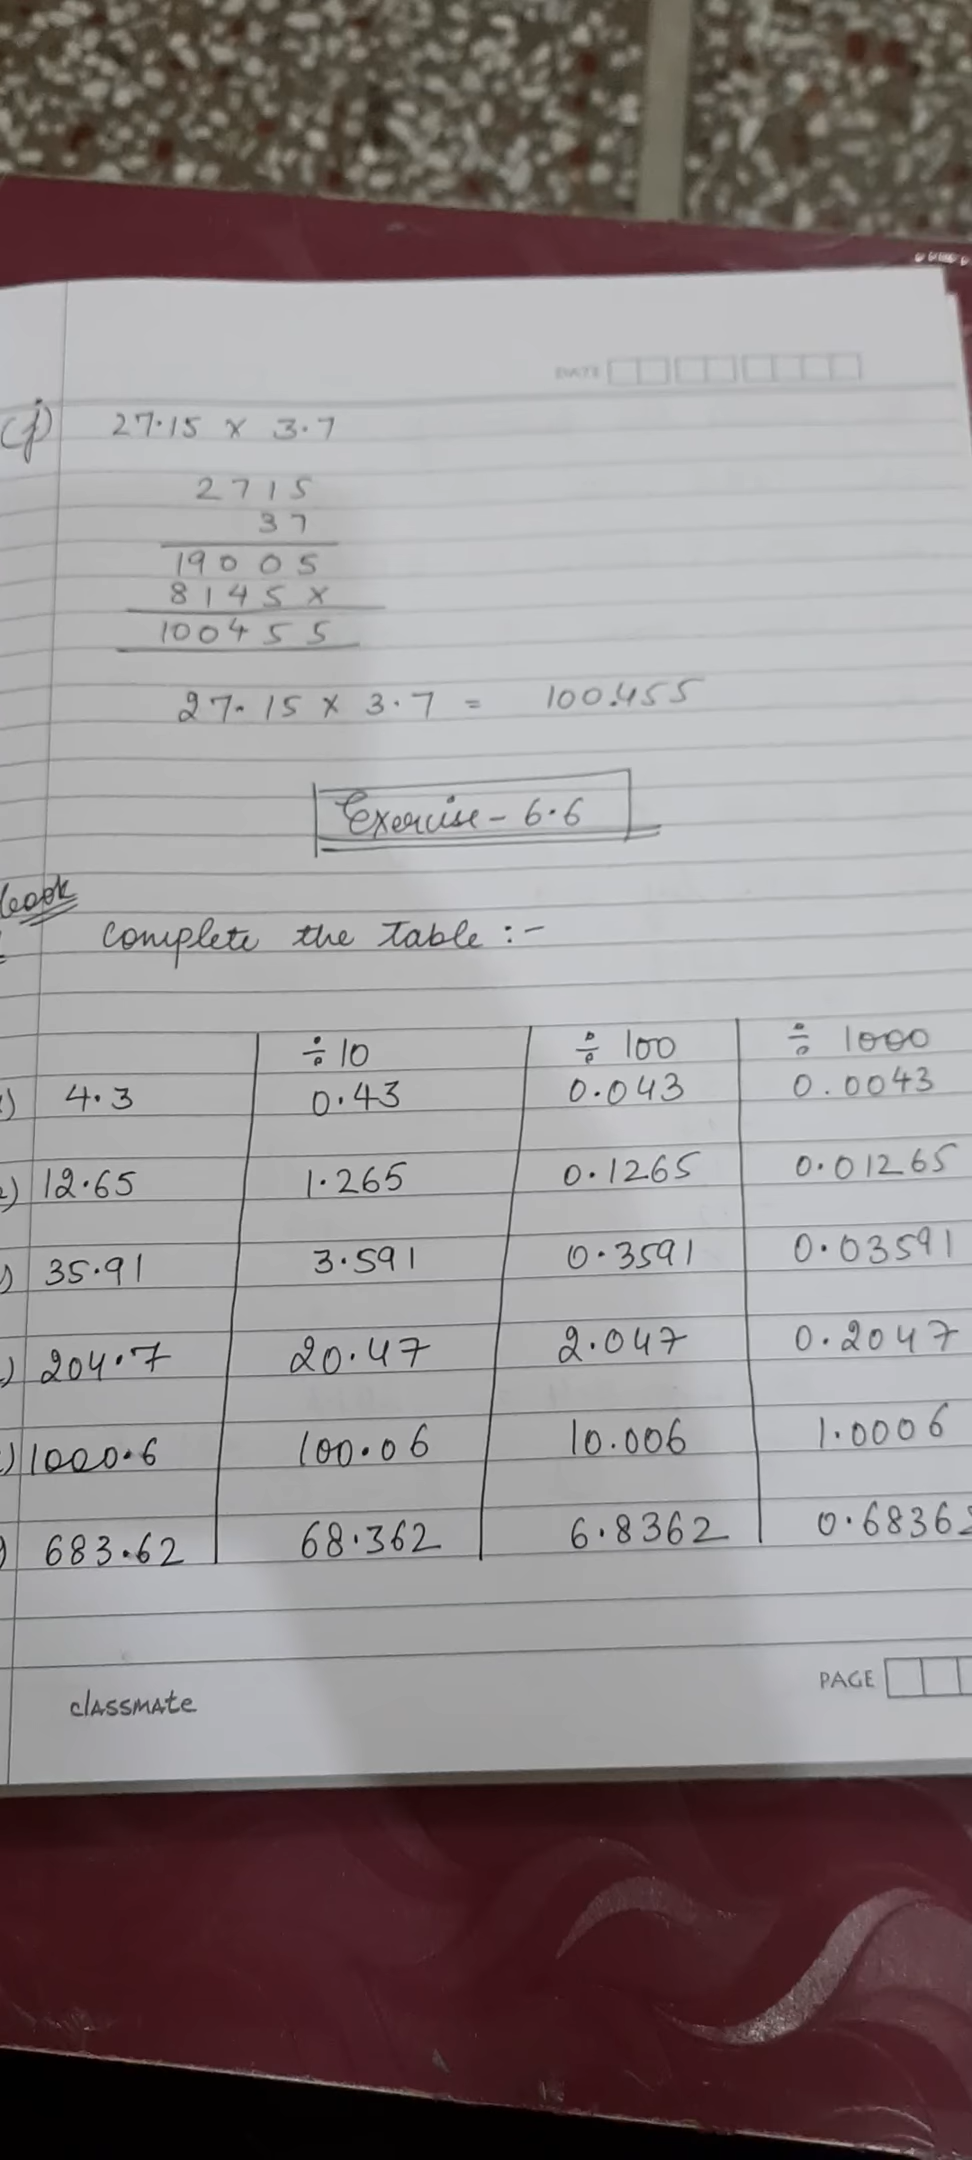 DATE
(j) 27.15 × 3.7
2715
37
19005
8145×
100455
27.15 × 3.7 = 100.455
Exercise - 6.6
book
Complete the table :-
÷ 10 ÷ 100 ÷ 1000
) 4.3 0.43 0.043 0.0043
) 12.65 1.265 0.1265 0.01265
) 35.91 3.591 0.3591 0.03591
) 204.7 20.47 2.047 0.2047
) 1000.6 100.06 10.006 1.0006
) 683.62 68.362 6.8362 0.6836
PAGE
classmate